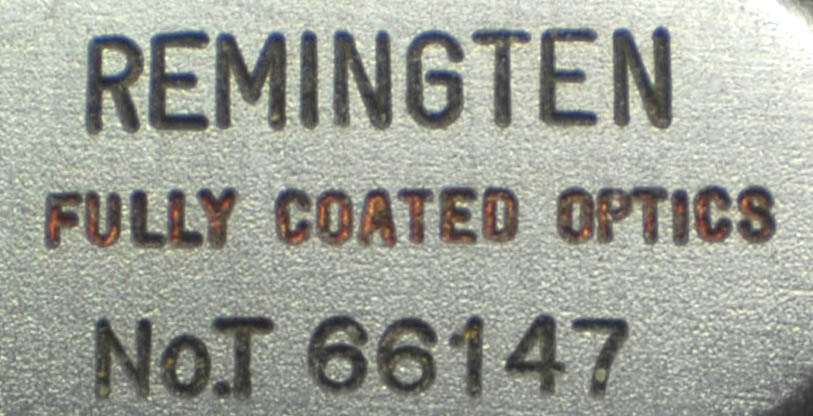 REMINGTEN
FULLY COATED OPTICS
No.T 66147